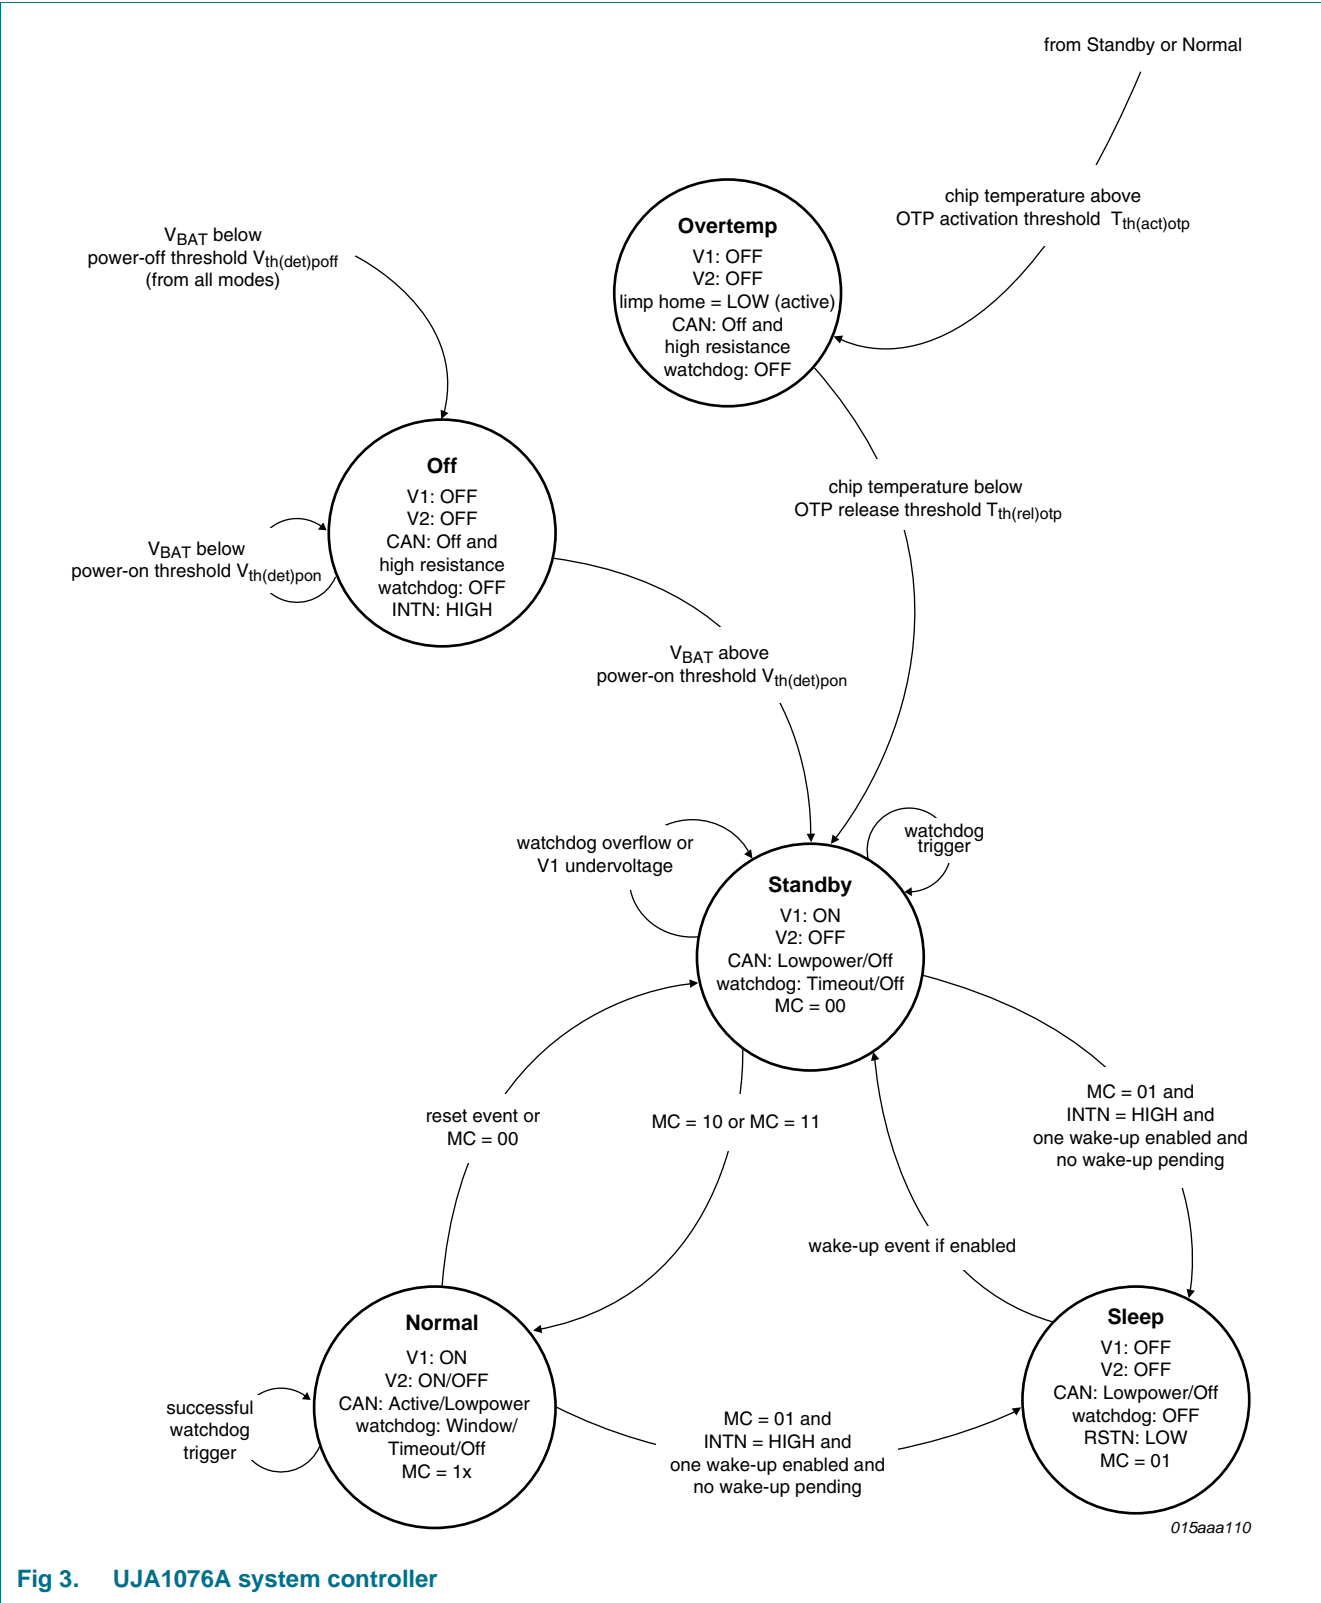 from Standby or Normal
chip temperature above
OTP activation threshold Tth(act)otp
Overtemp
V1: OFF
V2: OFF
limp home = LOW (active)
CAN: Off and
high resistance
watchdog: OFF
VBAT below
power-off threshold Vth(det)poff
(from all modes)
Off
V1: OFF
V2: OFF
CAN: Off and
high resistance
watchdog: OFF
INTN: HIGH
VBAT below
power-on threshold Vth(det)pon
chip temperature below
OTP release threshold Tth(rel)otp
VBAT above
power-on threshold Vth(det)pon
watchdog overflow or
V1 undervoltage
watchdog
trigger
Standby
V1: ON
V2: OFF
CAN: Lowpower/Off
watchdog: Timeout/Off
MC = 00
reset event or
MC = 00
MC = 10 or MC = 11
MC = 01 and
INTN = HIGH and
one wake-up enabled and
no wake-up pending
wake-up event if enabled
Normal
V1: ON
V2: ON/OFF
CAN: Active/Lowpower
watchdog: Window/
Timeout/Off
MC = 1x
successful
watchdog
trigger
MC = 01 and
INTN = HIGH and
one wake-up enabled and
no wake-up pending
Sleep
V1: OFF
V2: OFF
CAN: Lowpower/Off
watchdog: OFF
RSTN: LOW
MC = 01
015aaa110
Fig 3. UJA1076A system controller